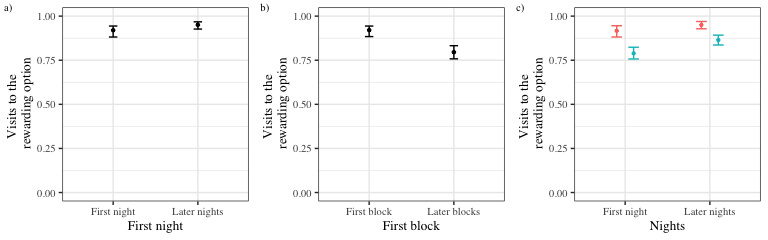 a)
Visits to the
rewarding option
1.00
0.75
0.50
0.25
0.00
First night
Later nights
First night
b)
Visits to the
rewarding option
1.00
0.75
0.50
0.25
0.00
First block
Later blocks
First block
c)
Visits to the
rewarding option
1.00
0.75
0.50
0.25
0.00
First night
Later nights
Nights